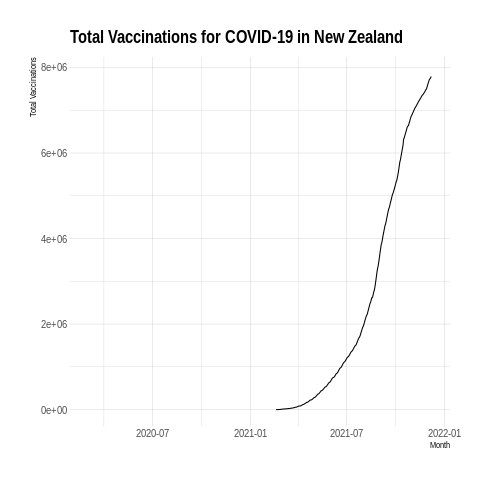 Total Vaccinations for COVID-19 in New Zealand
Total Vaccinations
8e+06
6e+06
4e+06
2e+06
0e+00
2020-07 2021-01 2021-07 2022-01
Month